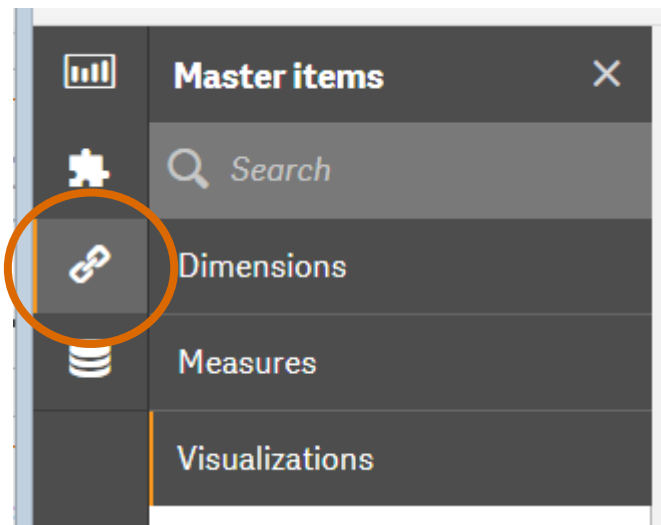 Master items
Search
Dimensions
Measures
Visualizations